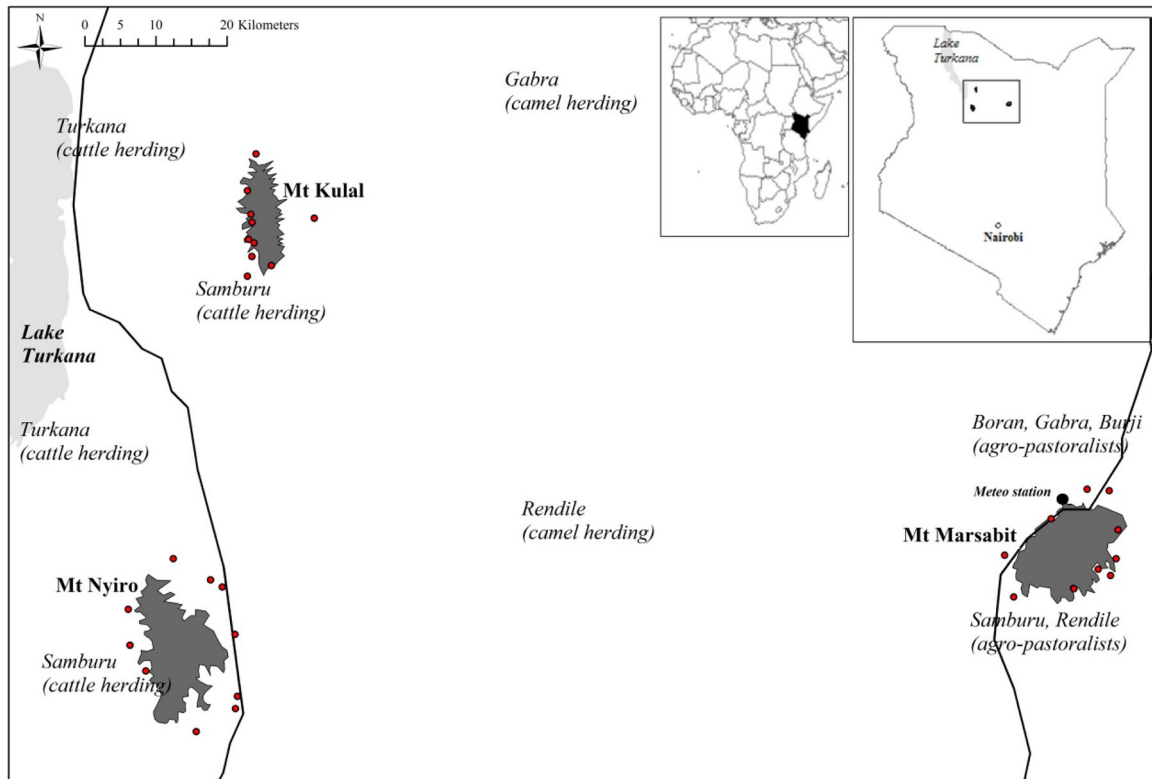 N
0 5 10 20 Kilometers
Gabra
(camel herding)
Lake
Turkana
Nairobi
Turkana
(cattle herding)
Mt Kulal
Samburu
(cattle herding)
Lake
Turkana
Turkana
(cattle herding)
Boran, Gabra, Burji
(agro-pastoralists)
Meteo station
Rendile
(camel herding)
Mt Marsabit
Mt Nyiro
Samburu, Rendile
(agro-pastoralists)
Samburu
(cattle herding)